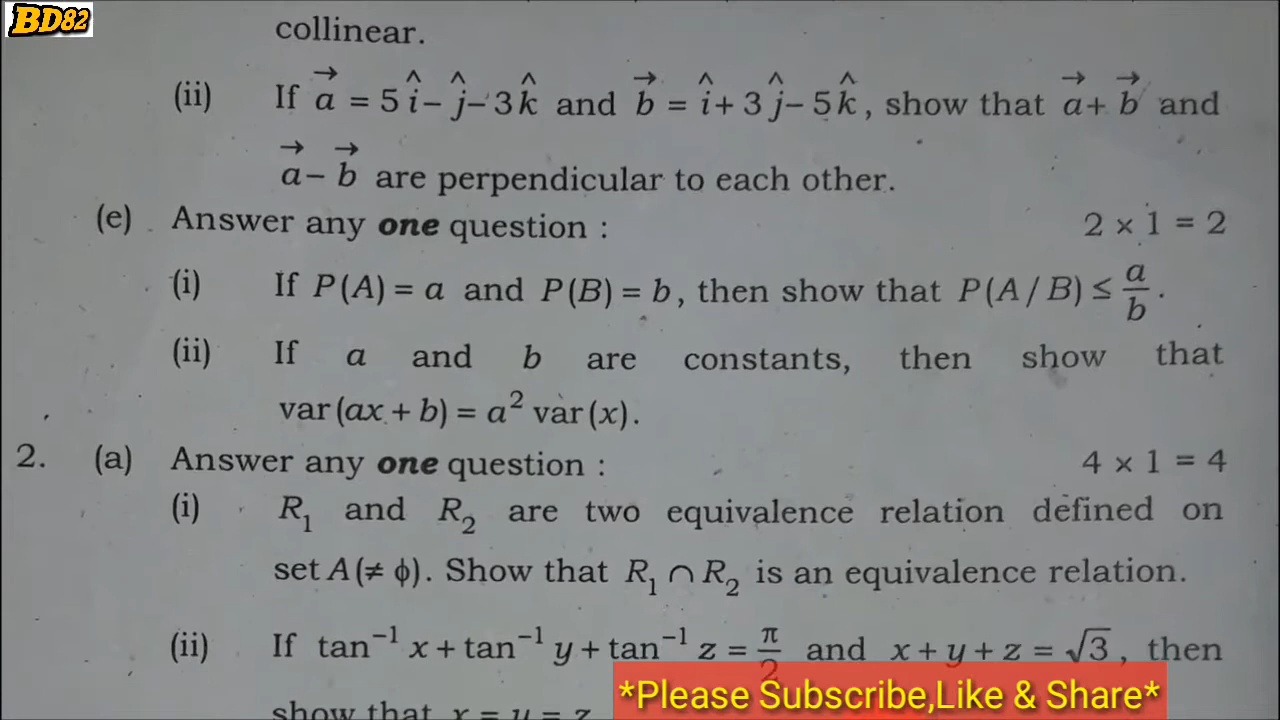 BD82
collinear.
(ii) If a⃗ = 5î – ĵ – 3k̂ and b⃗ = î + 3ĵ – 5k̂, show that a⃗ + b⃗ and
a⃗ – b⃗ are perpendicular to each other.
(e) Answer any one question : 2 × 1 = 2
(i) If P(A) = a and P(B) = b, then show that P(A/B) ≤ a/b.
(ii) If a and b are constants, then show that
var(ax + b) = a² var(x).
2. (a) Answer any one question : 4 × 1 = 4
(i) R₁ and R₂ are two equivalence relation defined on
set A(≠ ϕ). Show that R₁ ∩ R₂ is an equivalence relation.
(ii) If tan⁻¹ x + tan⁻¹ y + tan⁻¹ z = π/2 and x + y + z = √3, then
show that x = y = z
*Please Subscribe,Like & Share*